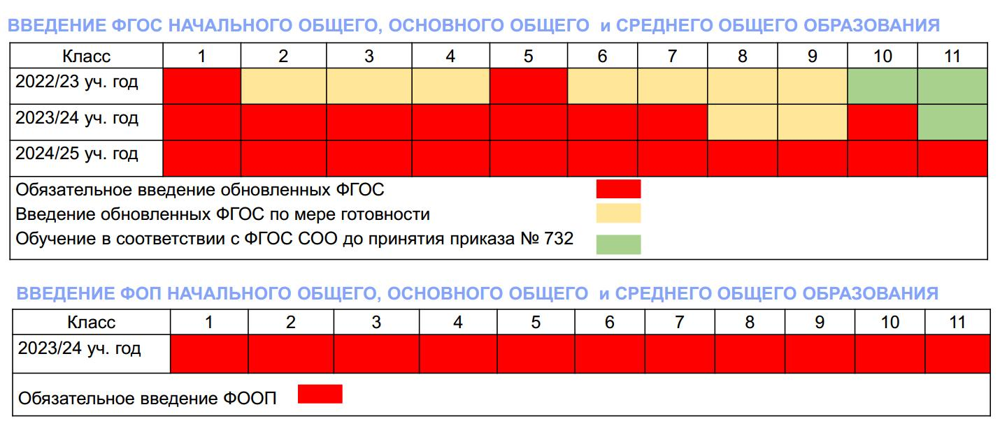 ВВЕДЕНИЕ ФГОС НАЧАЛЬНОГО ОБЩЕГО, ОСНОВНОГО ОБЩЕГО и СРЕДНЕГО ОБЩЕГО ОБРАЗОВАНИЯ
Класс 1 2 3 4 5 6 7 8 9 10 11
2022/23 уч. год
2023/24 уч. год
2024/25 уч. год
Обязательное введение обновленных ФГОС
Введение обновленных ФГОС по мере готовности
Обучение в соответствии с ФГОС СОО до принятия приказа № 732
ВВЕДЕНИЕ ФОП НАЧАЛЬНОГО ОБЩЕГО, ОСНОВНОГО ОБЩЕГО и СРЕДНЕГО ОБЩЕГО ОБРАЗОВАНИЯ
Класс 1 2 3 4 5 6 7 8 9 10 11
2023/24 уч. год
Обязательное введение ФООП